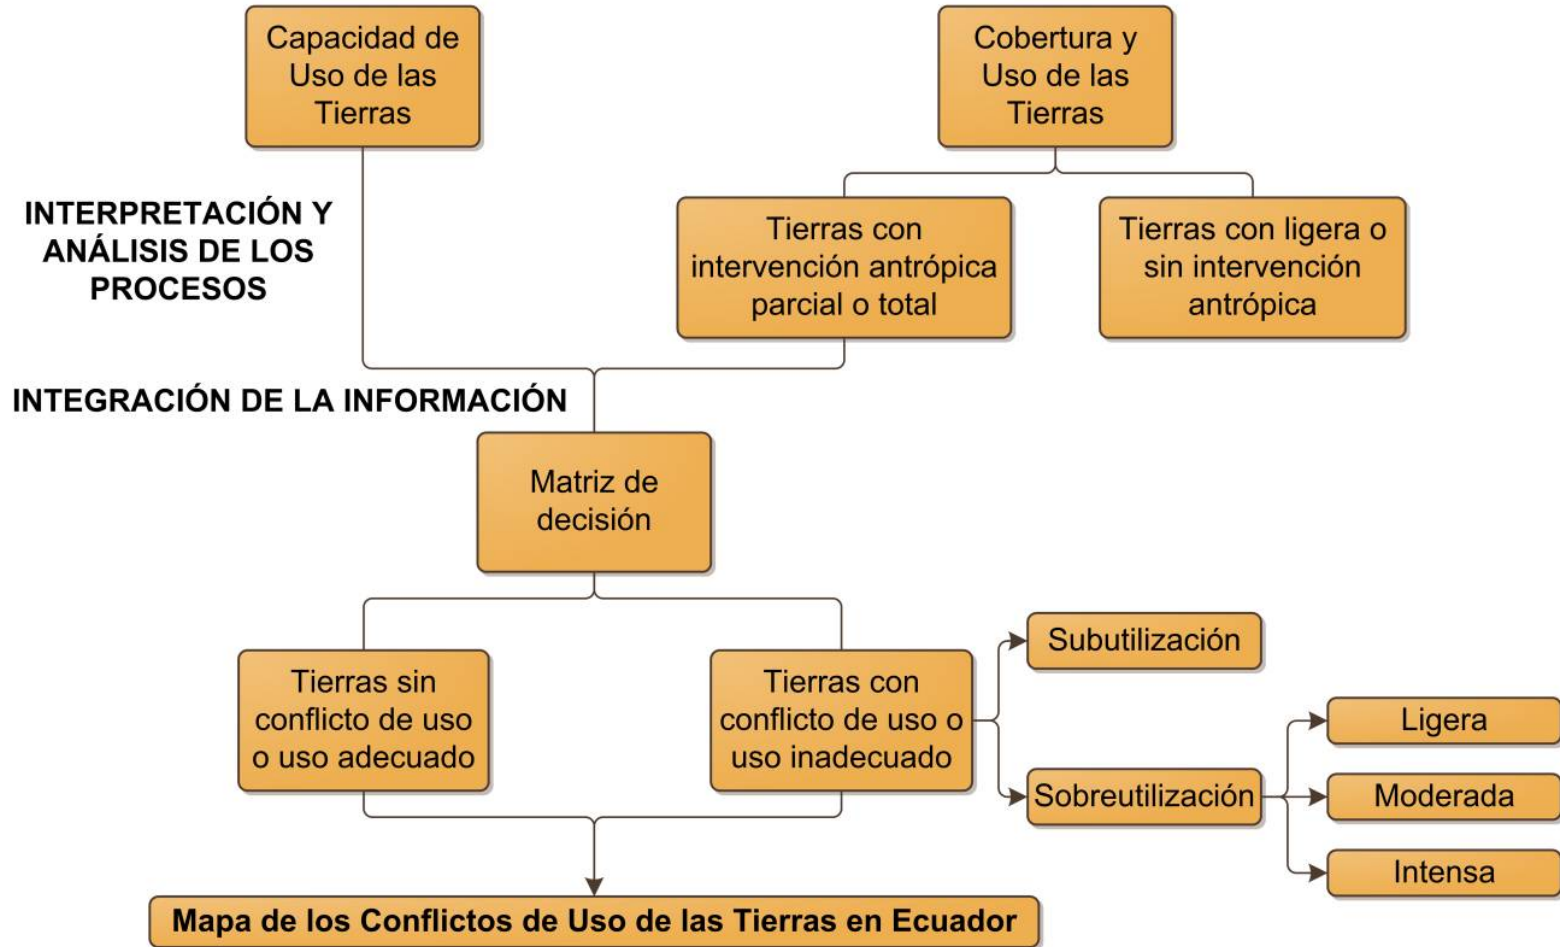 Capacidad de
Uso de las
Tierras
Cobertura y
Uso de las
Tierras
INTERPRETACIÓN Y
ANÁLISIS DE LOS
PROCESOS
Tierras con
intervención antrópica
parcial o total
Tierras con ligera o
sin intervención
antrópica
INTEGRACIÓN DE LA INFORMACIÓN
Matriz de
decisión
Tierras sin
conflicto de uso
o uso adecuado
Tierras con
conflicto de uso o
uso inadecuado
Subutilización
Sobreutilización
Ligera
Moderada
Intensa
Mapa de los Conflictos de Uso de las Tierras en Ecuador